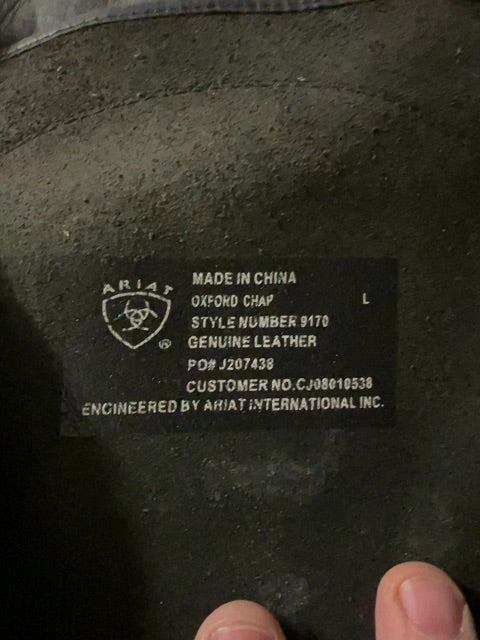 ARIAT
®
MADE IN CHINA
OXFORD CHAP L
STYLE NUMBER 9170
GENUINE LEATHER
PO# J207438
CUSTOMER NO.CJ08010538
ENGINEERED BY ARIAT INTERNATIONAL INC.